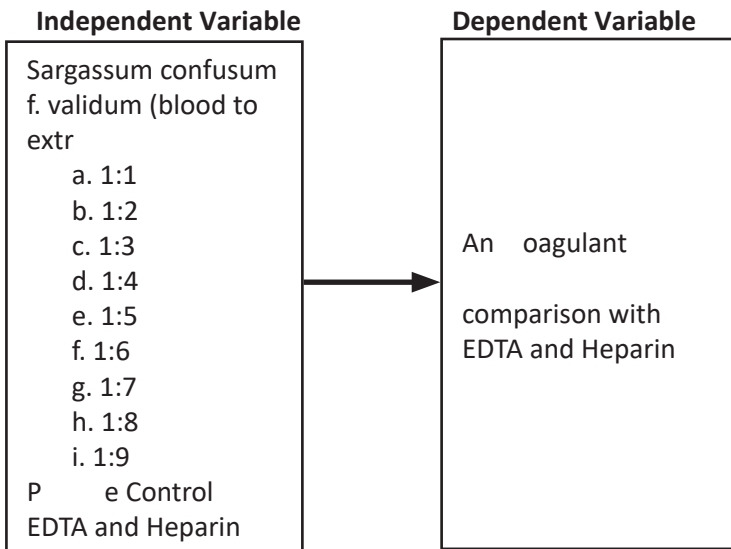 Independent Variable
Sargassum confusum
f. validum (blood to
extr
a. 1:1
b. 1:2
c. 1:3
d. 1:4
e. 1:5
f. 1:6
g. 1:7
h. 1:8
i. 1:9
P e Control
EDTA and Heparin
Dependent Variable
An oagulant
comparison with
EDTA and Heparin